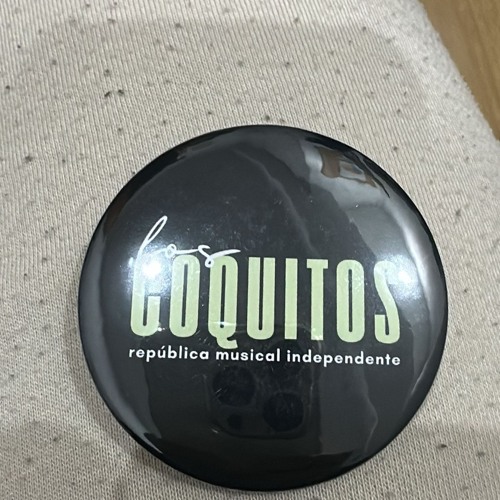 los
COQUITOS
república musical independente